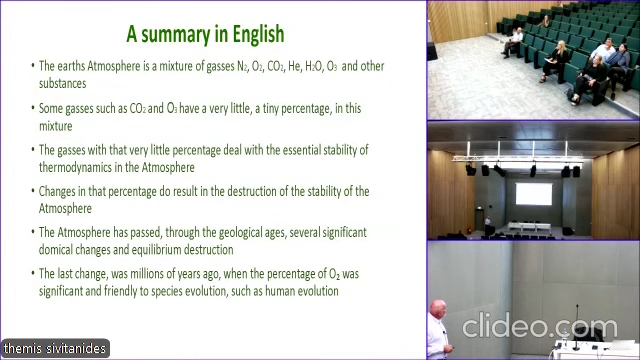 A summary in English
• The earths Atmosphere is a mixture of gasses N2, O2, CO2, He, H2O, O3 and other
substances
• Some gasses such as CO2 and O3 have a very little, a tiny percentage, in this
mixture
• The gasses with that very little percentage deal with the essential stability of
thermodynamics in the Atmosphere
• Changes in that percentage do result in the destruction of the stability of the
Atmosphere
• The Atmosphere has passed, through the geological ages, several significant
domical changes and equilibrium destruction
• The last change, was millions of years ago, when the percentage of O2 was
significant and friendly to species evolution, such as human evolution
themis sivitanides
clideo.com